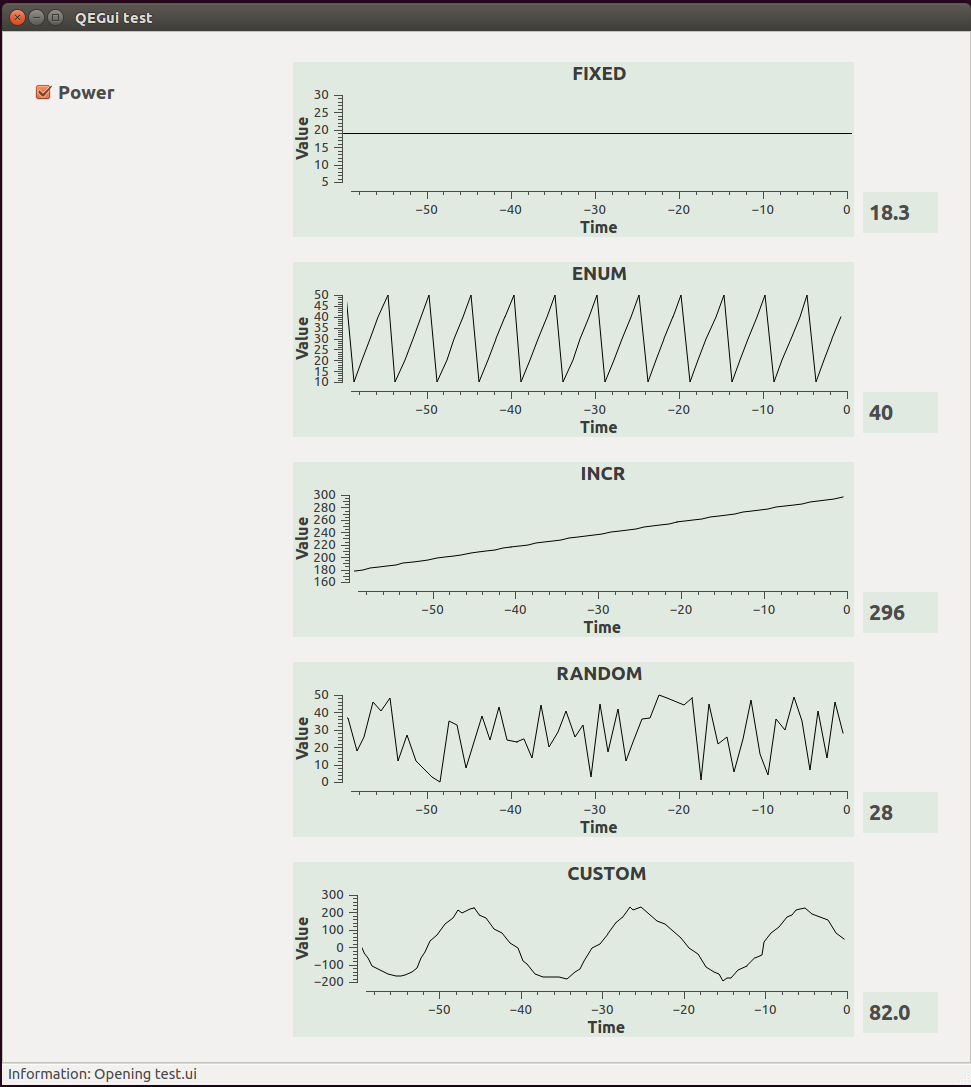 QEGui test
Power
FIXED
Value
30
25
20
15
10
5
−50 −40 −30 −20 −10 0
Time
18.3
ENUM
Value
50
45
40
35
30
25
20
15
10
−50 −40 −30 −20 −10 0
Time
40
INCR
Value
300
280
260
240
220
200
180
160
−50 −40 −30 −20 −10 0
Time
296
RANDOM
Value
50
40
30
20
10
0
−50 −40 −30 −20 −10 0
Time
28
CUSTOM
Value
300
200
100
0
−100
−200
−50 −40 −30 −20 −10 0
Time
82.0
Information: Opening test.ui